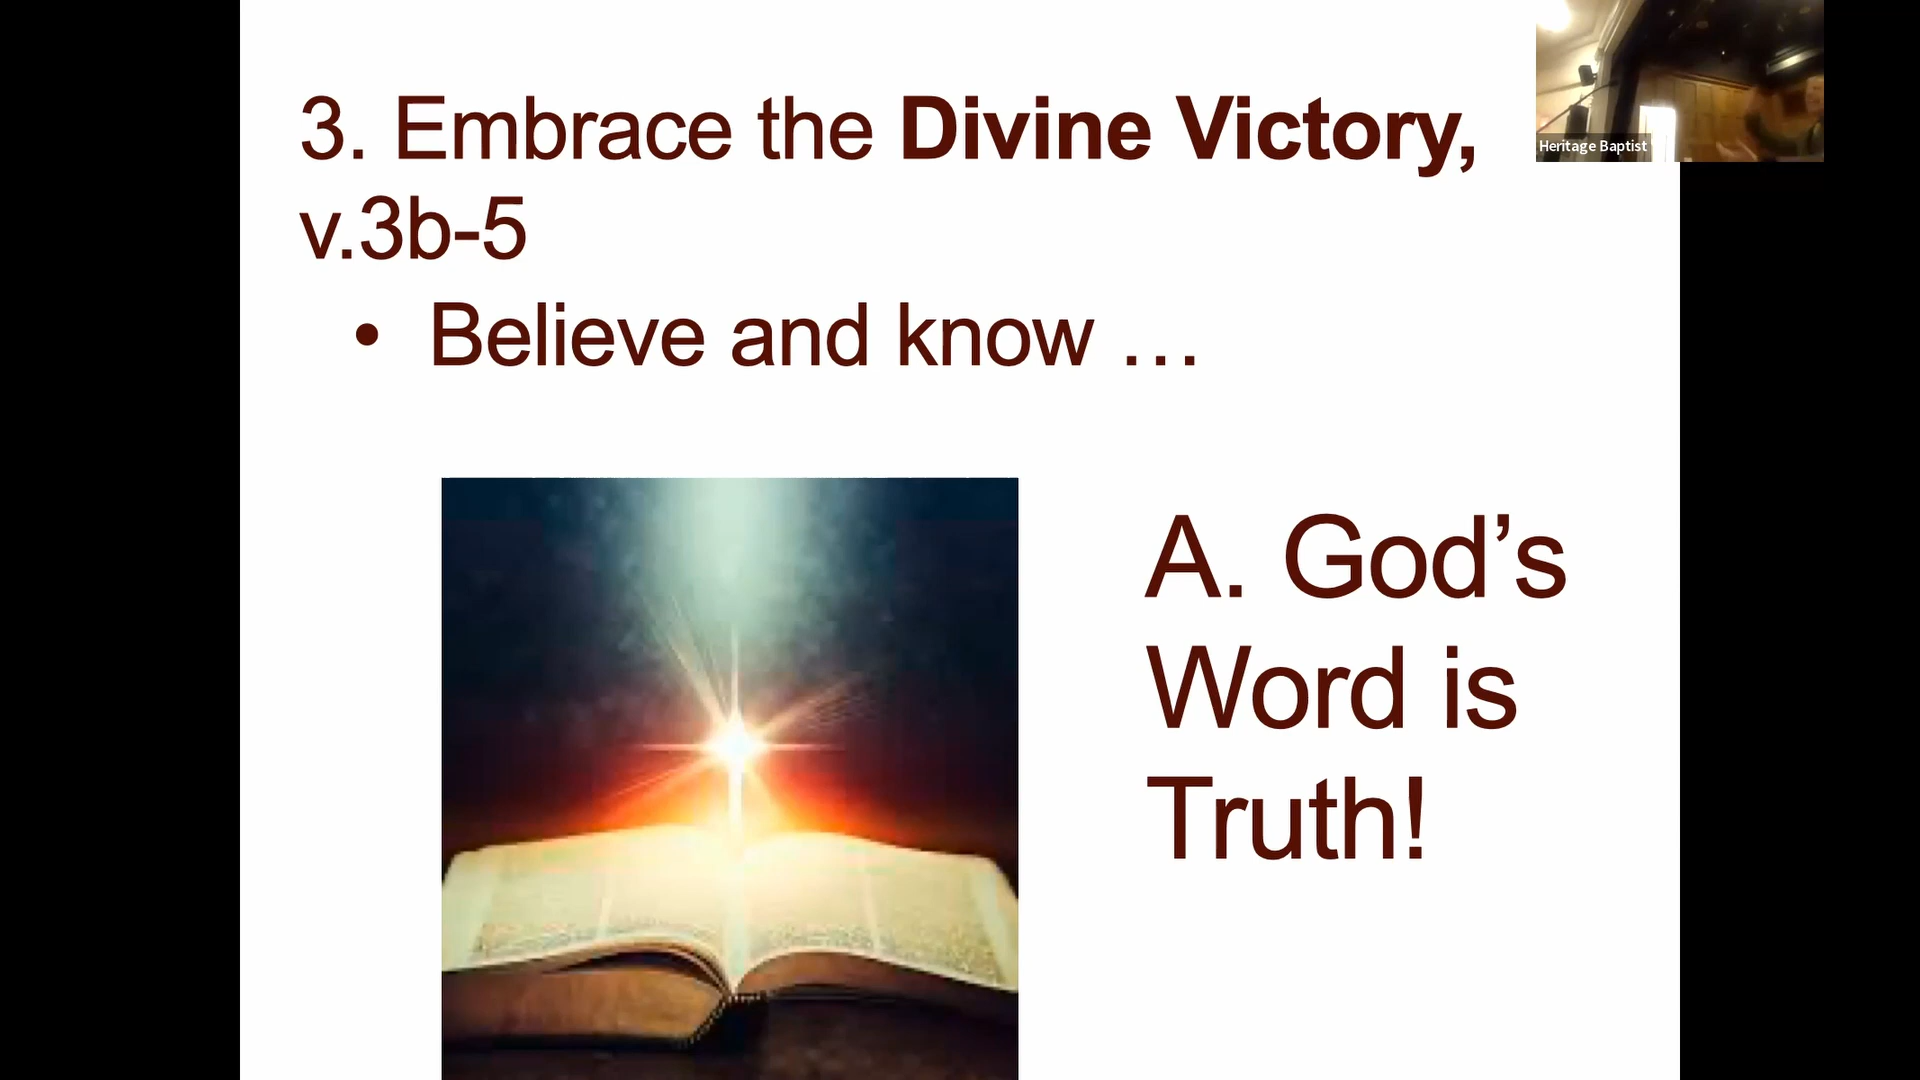 3. Embrace the Divine Victory,
v.3b-5
• Believe and know …
A. God’s
Word is
Truth!
Heritage Baptist